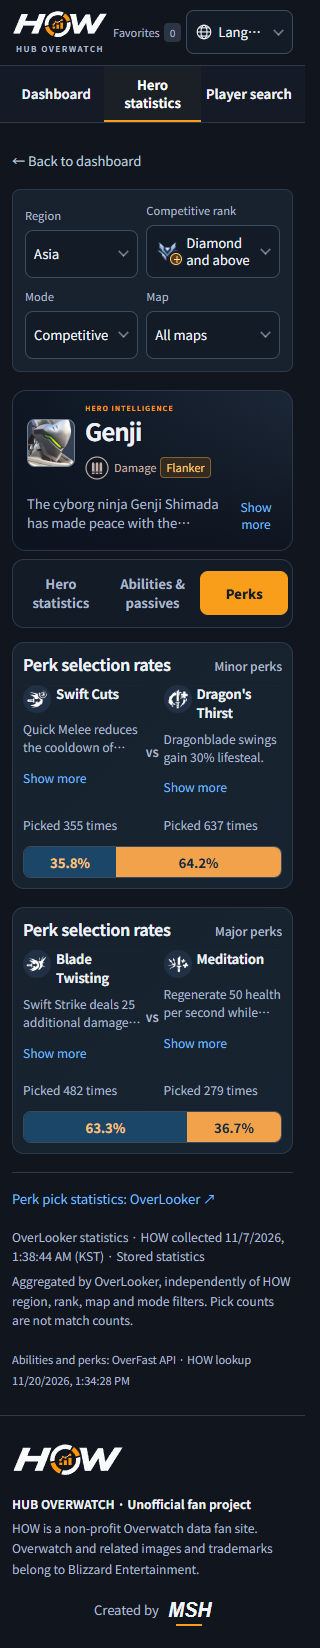 HOW
HUB OVERWATCH
Favorites 0
Lang···
Dashboard
Hero
statistics
Player search
← Back to dashboard
Region
Competitive rank
Asia
Diamond
and above
Mode
Map
Competitive
All maps
HERO INTELLIGENCE
Genji
Damage
Flanker
The cyborg ninja Genji Shimada
has made peace with the···
Show
more
Hero
statistics
Abilities &
passives
Perks
Perk selection rates
Minor perks
Swift Cuts
Quick Melee reduces
the cooldown of···
Show more
Picked 355 times
vs
Dragon's
Thirst
Dragonblade swings
gain 30% lifesteal.
Show more
Picked 637 times
35.8%
64.2%
Perk selection rates
Major perks
Blade
Twisting
Swift Strike deals 25
additional damage···
Show more
Picked 482 times
vs
Meditation
Regenerate 50 health
per second while···
Show more
Picked 279 times
63.3%
36.7%
Perk pick statistics: OverLooker ↗
OverLooker statistics · HOW collected 11/7/2026,
1:38:44 AM (KST) · Stored statistics
Aggregated by OverLooker, independently of HOW
region, rank, map and mode filters. Pick counts
are not match counts.
Abilities and perks: OverFast API · HOW lookup
11/20/2026, 1:34:28 PM
HOW
HUB OVERWATCH · Unofficial fan project
HOW is a non-profit Overwatch data fan site.
Overwatch and related images and trademarks
belong to Blizzard Entertainment.
Created by MSH